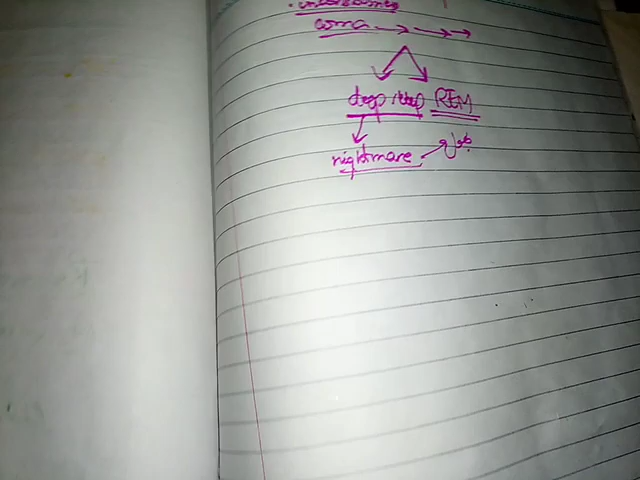 coma → → →
deep sleep REM
nightmare →